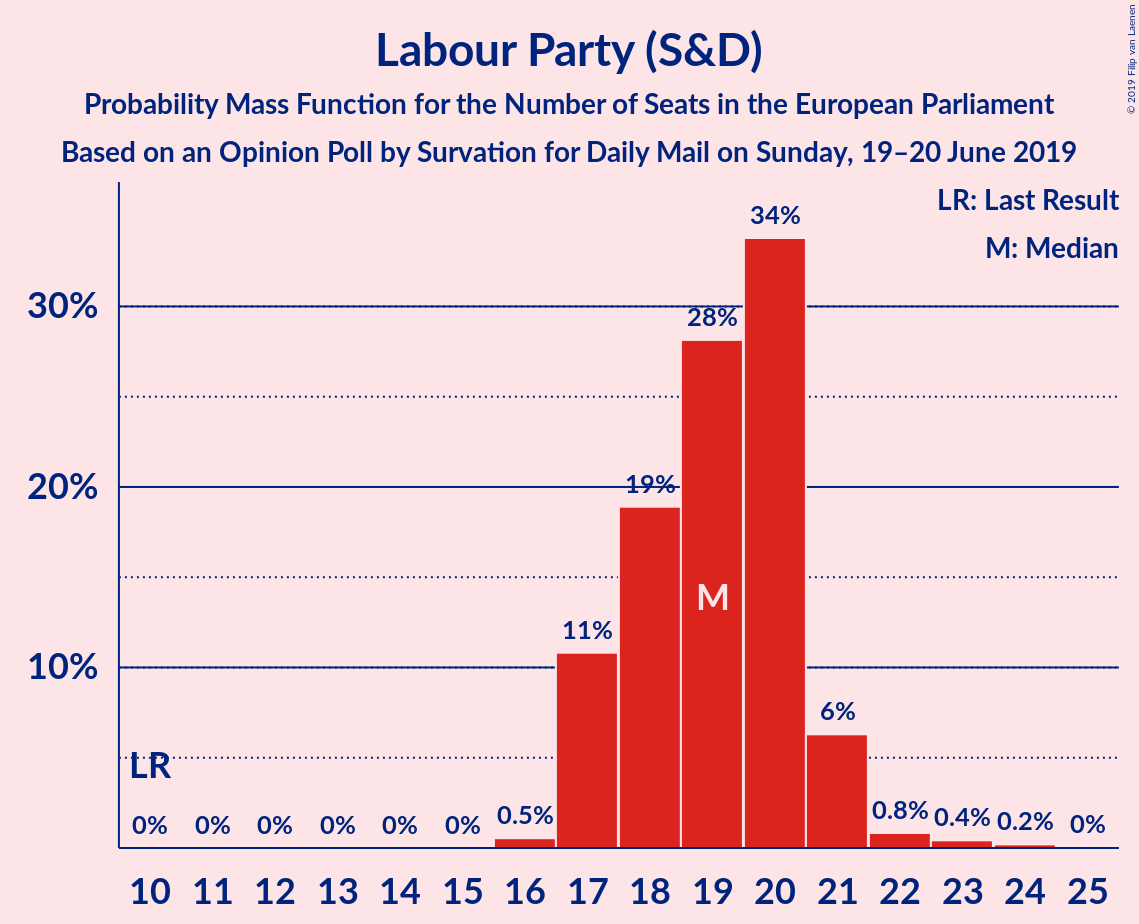 Labour Party (S&D)
Probability Mass Function for the Number of Seats in the European Parliament
Based on an Opinion Poll by Survation for Daily Mail on Sunday, 19–20 June 2019
© 2019 Filip van Laenen
LR: Last Result
M: Median
34%
30%
28%
20%
19%
M
11%
10%
6%
LR
0% 0% 0% 0% 0% 0% 0.5% 0.8% 0.4% 0.2% 0%
10 11 12 13 14 15 16 17 18 19 20 21 22 23 24 25